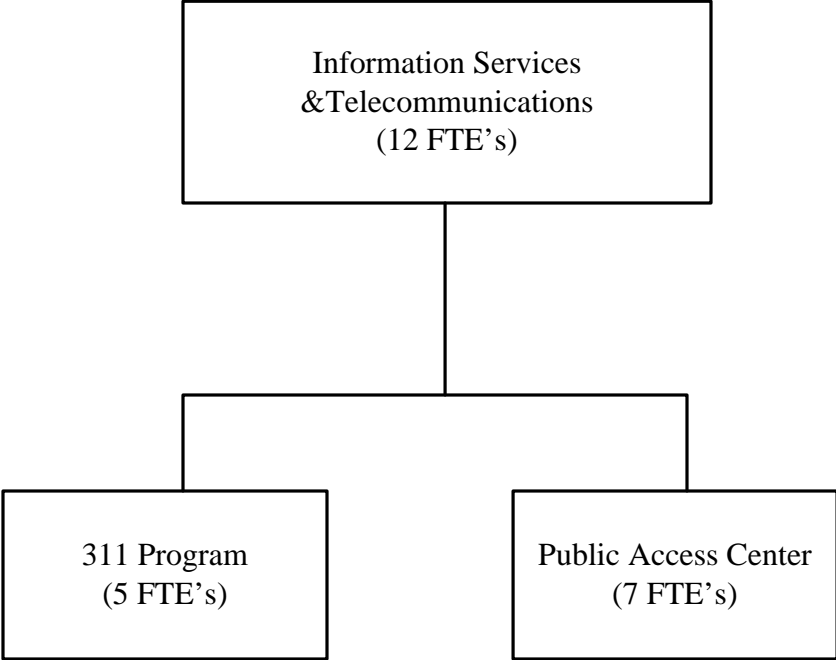 Information Services
&Telecommunications
(12 FTE’s)
311 Program
(5 FTE’s)
Public Access Center
(7 FTE’s)